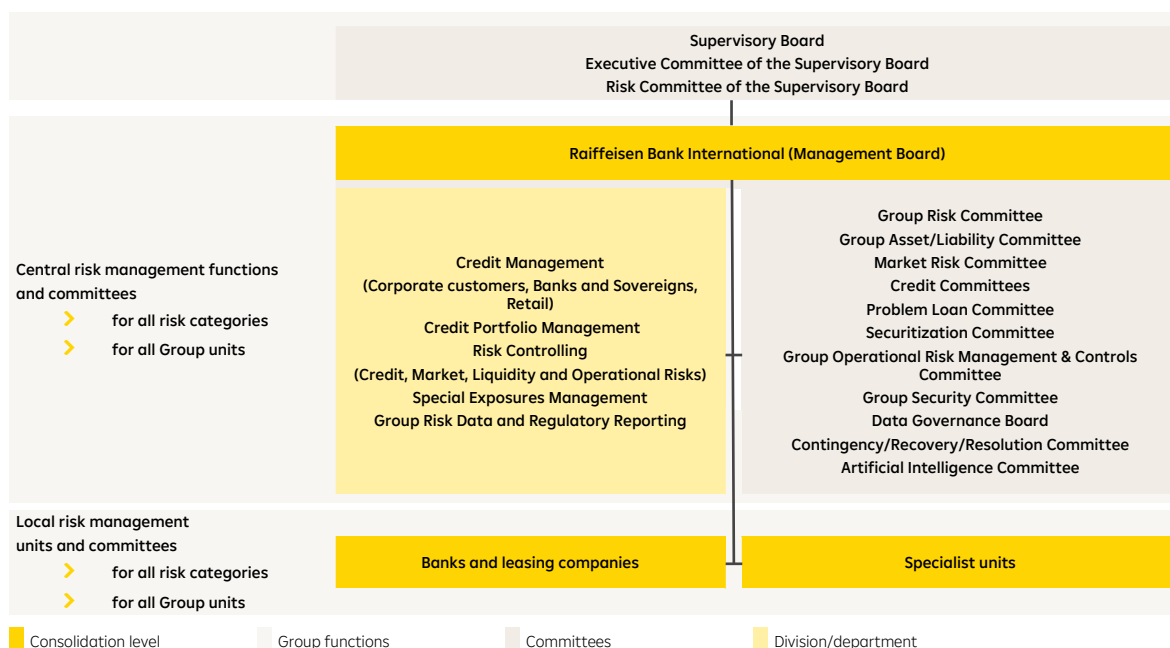 Supervisory Board
Executive Committee of the Supervisory Board
Risk Committee of the Supervisory Board
Raiffeisen Bank International (Management Board)
Central risk management functions
and committees
for all risk categories
for all Group units
Credit Management
(Corporate customers, Banks and Sovereigns,
Retail)
Credit Portfolio Management
Risk Controlling
(Credit, Market, Liquidity and Operational Risks)
Special Exposures Management
Group Risk Data and Regulatory Reporting
Group Risk Committee
Group Asset/Liability Committee
Market Risk Committee
Credit Committees
Problem Loan Committee
Securitization Committee
Group Operational Risk Management & Controls
Committee
Group Security Committee
Data Governance Board
Contingency/Recovery/Resolution Committee
Artificial Intelligence Committee
Local risk management
units and committees
for all risk categories
for all Group units
Banks and leasing companies
Specialist units
Consolidation level
Group functions
Committees
Division/department